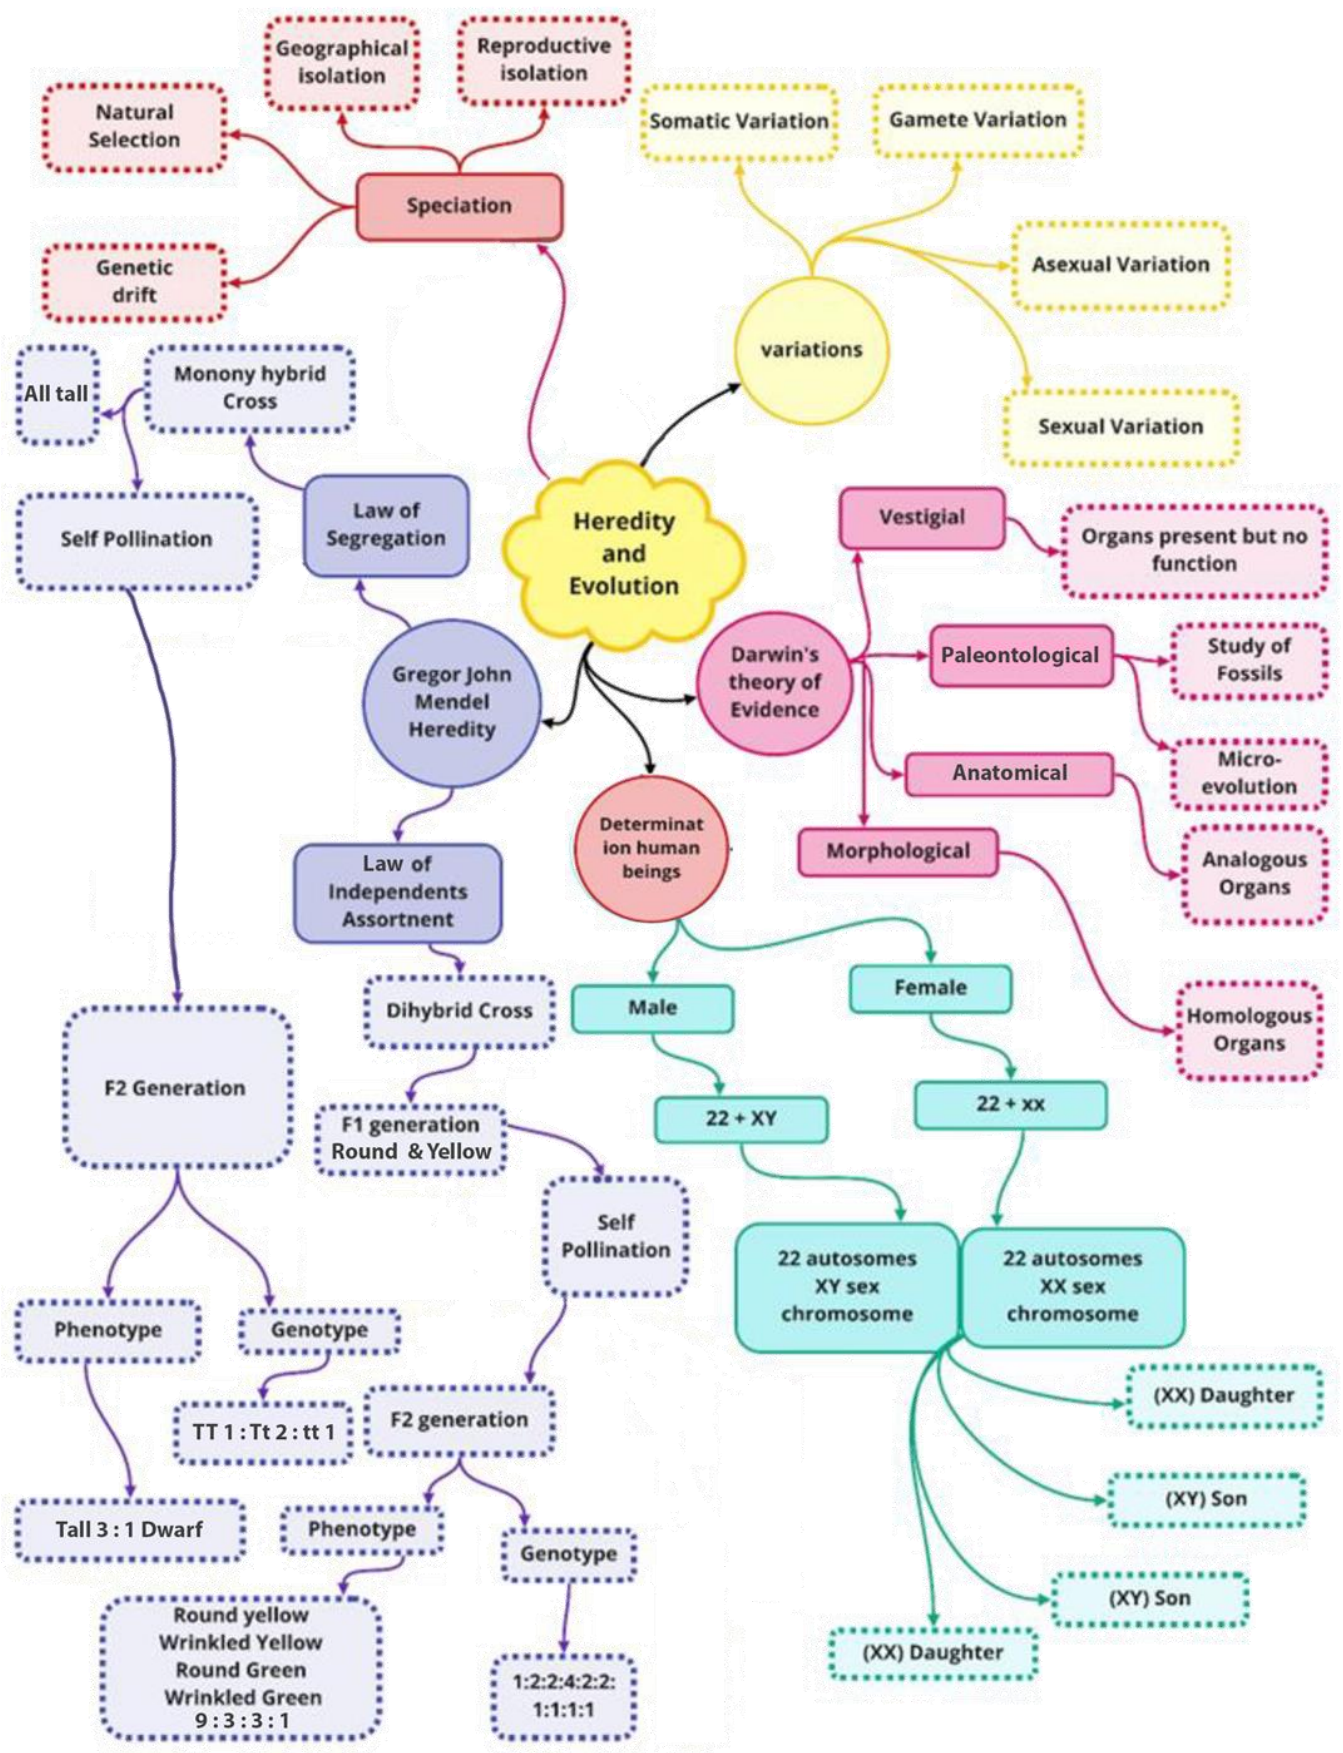 Geographical
isolation
Reproductive
isolation
Natural
Selection
Somatic Variation
Gamete Variation
Speciation
Genetic
drift
Asexual Variation
variations
Sexual Variation
All tall
Monony hybrid
Cross
Self Pollination
Law of
Segregation
Heredity
and
Evolution
Vestigial
Organs present but no
function
Gregor John
Mendel
Heredity
Darwin's
theory of
Evidence
Paleontological
Study of
Fossils
Micro-
evolution
Anatomical
Morphological
Analogous
Organs
Homologous
Organs
Determinat
ion human
beings
Law of
Independents
Assortnent
Dihybrid Cross
Male
Female
F2 Generation
F1 generation
Round & Yellow
22 + XY
22 + xx
Self
Pollination
22 autosomes
XY sex
chromosome
22 autosomes
XX sex
chromosome
Phenotype
Genotype
TT 1 : Tt 2 : tt 1
Tall 3 : 1 Dwarf
F2 generation
Phenotype
Genotype
Round yellow
Wrinkled Yellow
Round Green
Wrinkled Green
9 : 3 : 3 : 1
1:2:2:4:2:2:
1:1:1:1
(XX) Daughter
(XY) Son
(XY) Son
(XX) Daughter